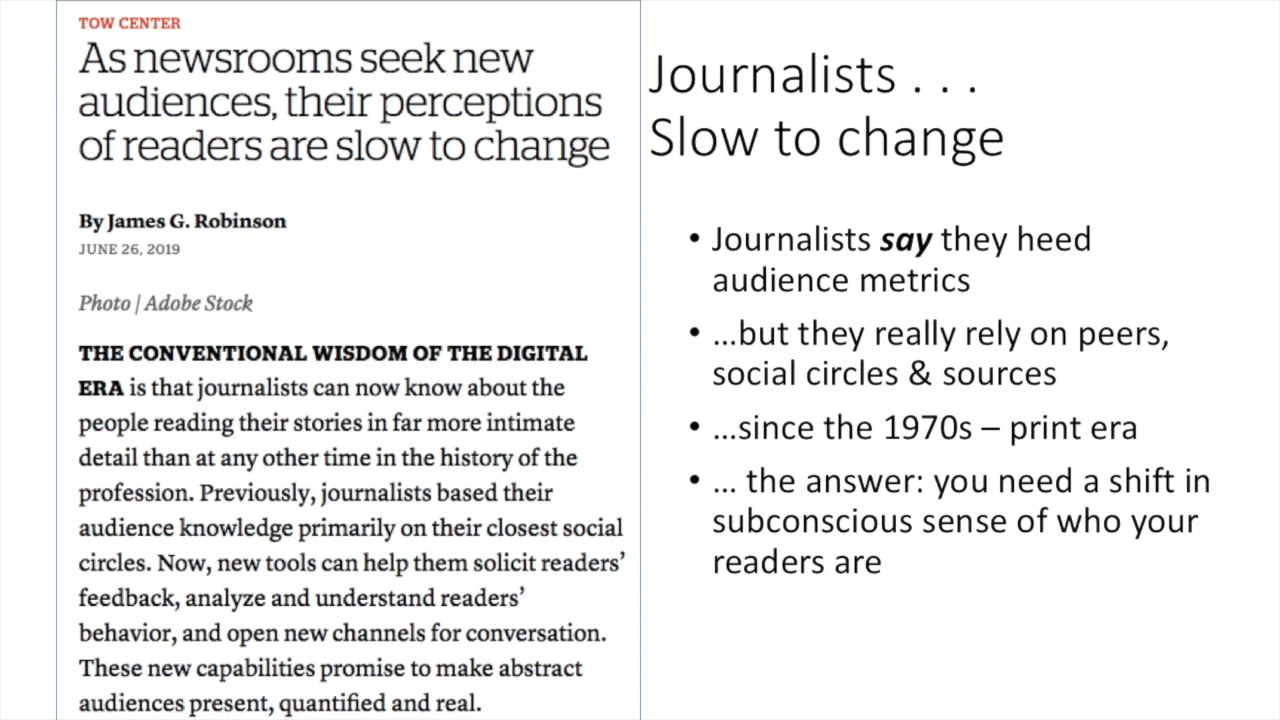 TOW CENTER
As newsrooms seek new
audiences, their perceptions
of readers are slow to change
By James G. Robinson
JUNE 26, 2019
Photo | Adobe Stock
THE CONVENTIONAL WISDOM OF THE DIGITAL
ERA is that journalists can now know about the
people reading their stories in far more intimate
detail than at any other time in the history of the
profession. Previously, journalists based their
audience knowledge primarily on their closest social
circles. Now, new tools can help them solicit readers’
feedback, analyze and understand readers’
behavior, and open new channels for conversation.
These new capabilities promise to make abstract
audiences present, quantified and real.
Journalists . . .
Slow to change
• Journalists say they heed
audience metrics
• …but they really rely on peers,
social circles & sources
• …since the 1970s – print era
• … the answer: you need a shift in
subconscious sense of who your
readers are